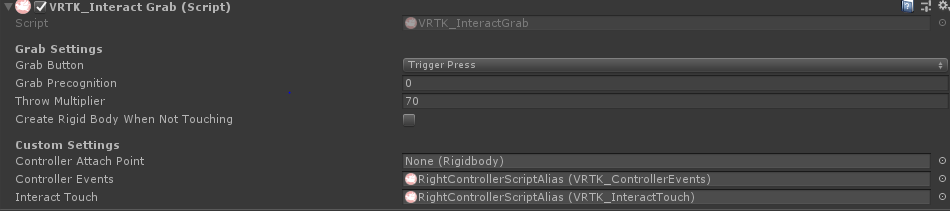 VRTK_Interact Grab (Script)
Script VRTK_InteractGrab
Grab Settings
Grab Button Trigger Press
Grab Precognition 0
Throw Multiplier 70
Create Rigid Body When Not Touching
Custom Settings
Controller Attach Point None (Rigidbody)
Controller Events RightControllerScriptAlias (VRTK_ControllerEvents)
Interact Touch RightControllerScriptAlias (VRTK_InteractTouch)